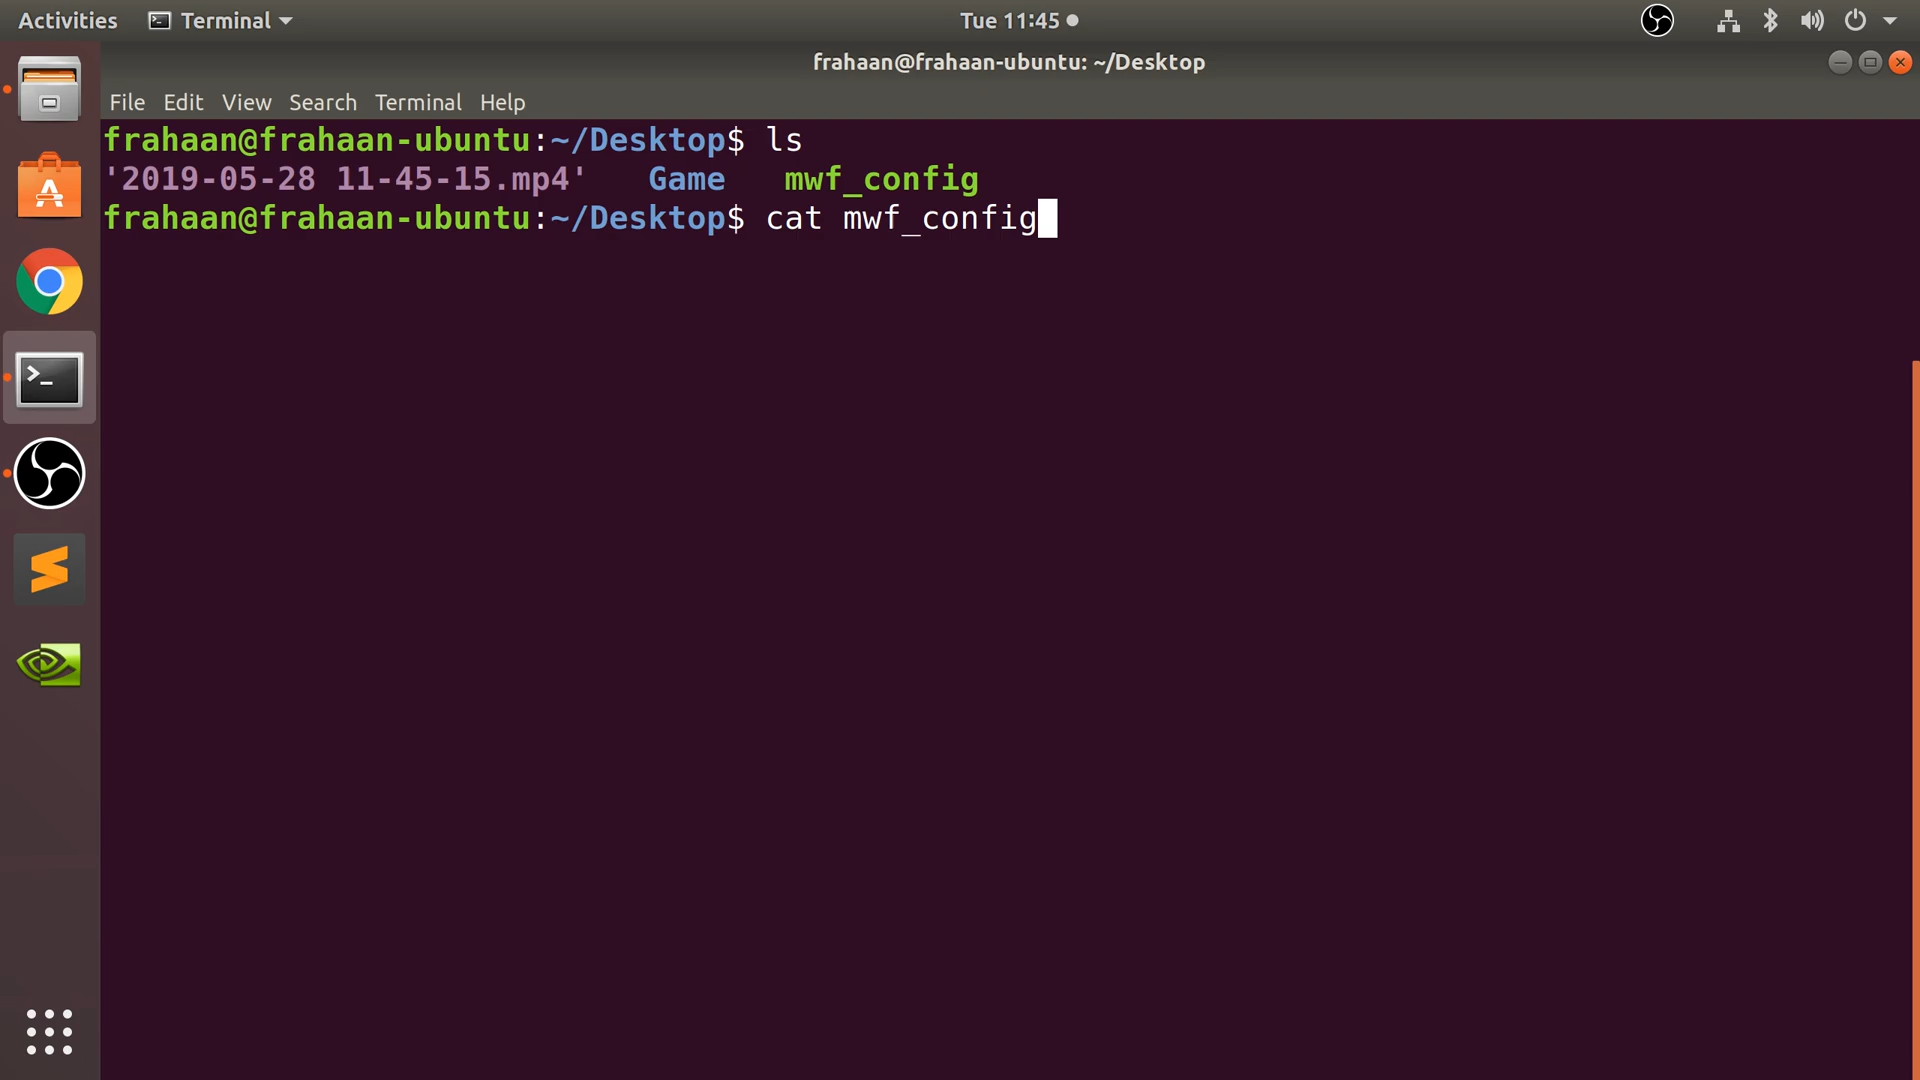 Activities Terminal Tue 11:45
frahaan@frahaan-ubuntu: ~/Desktop
File Edit View Search Terminal Help
frahaan@frahaan-ubuntu:~/Desktop$ ls
'2019-05-28 11-45-15.mp4' Game mwf_config
frahaan@frahaan-ubuntu:~/Desktop$ cat mwf_config